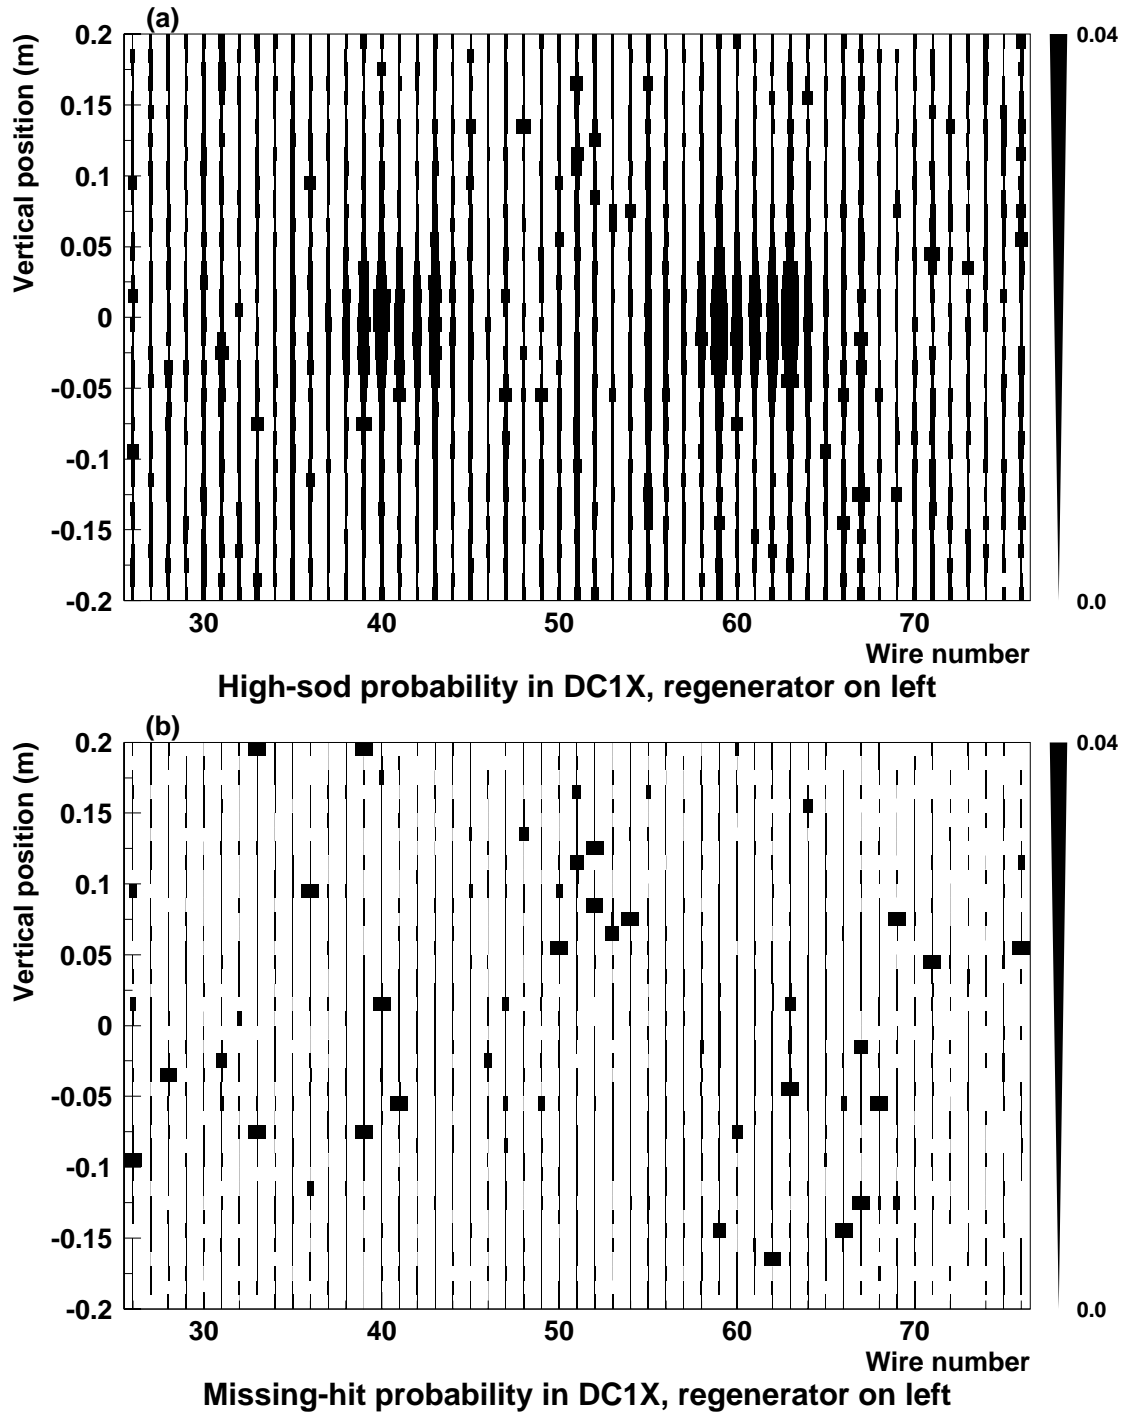 (a)
Vertical position (m)
0.2
0.15
0.1
0.05
0
-0.05
-0.1
-0.15
-0.2
0.04
0.0
30 40 50 60 70
Wire number
High-sod probability in DC1X, regenerator on left
(b)
Vertical position (m)
0.2
0.15
0.1
0.05
0
-0.05
-0.1
-0.15
-0.2
0.04
0.0
30 40 50 60 70
Wire number
Missing-hit probability in DC1X, regenerator on left